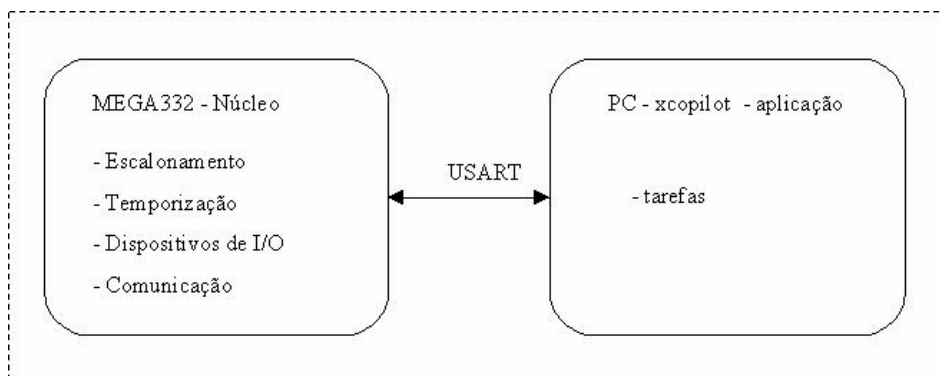 MEGA332 - Núcleo
- Escalonamento
- Temporização
- Dispositivos de I/O
- Comunicação
USART
PC - xcopilot - aplicação
- tarefas